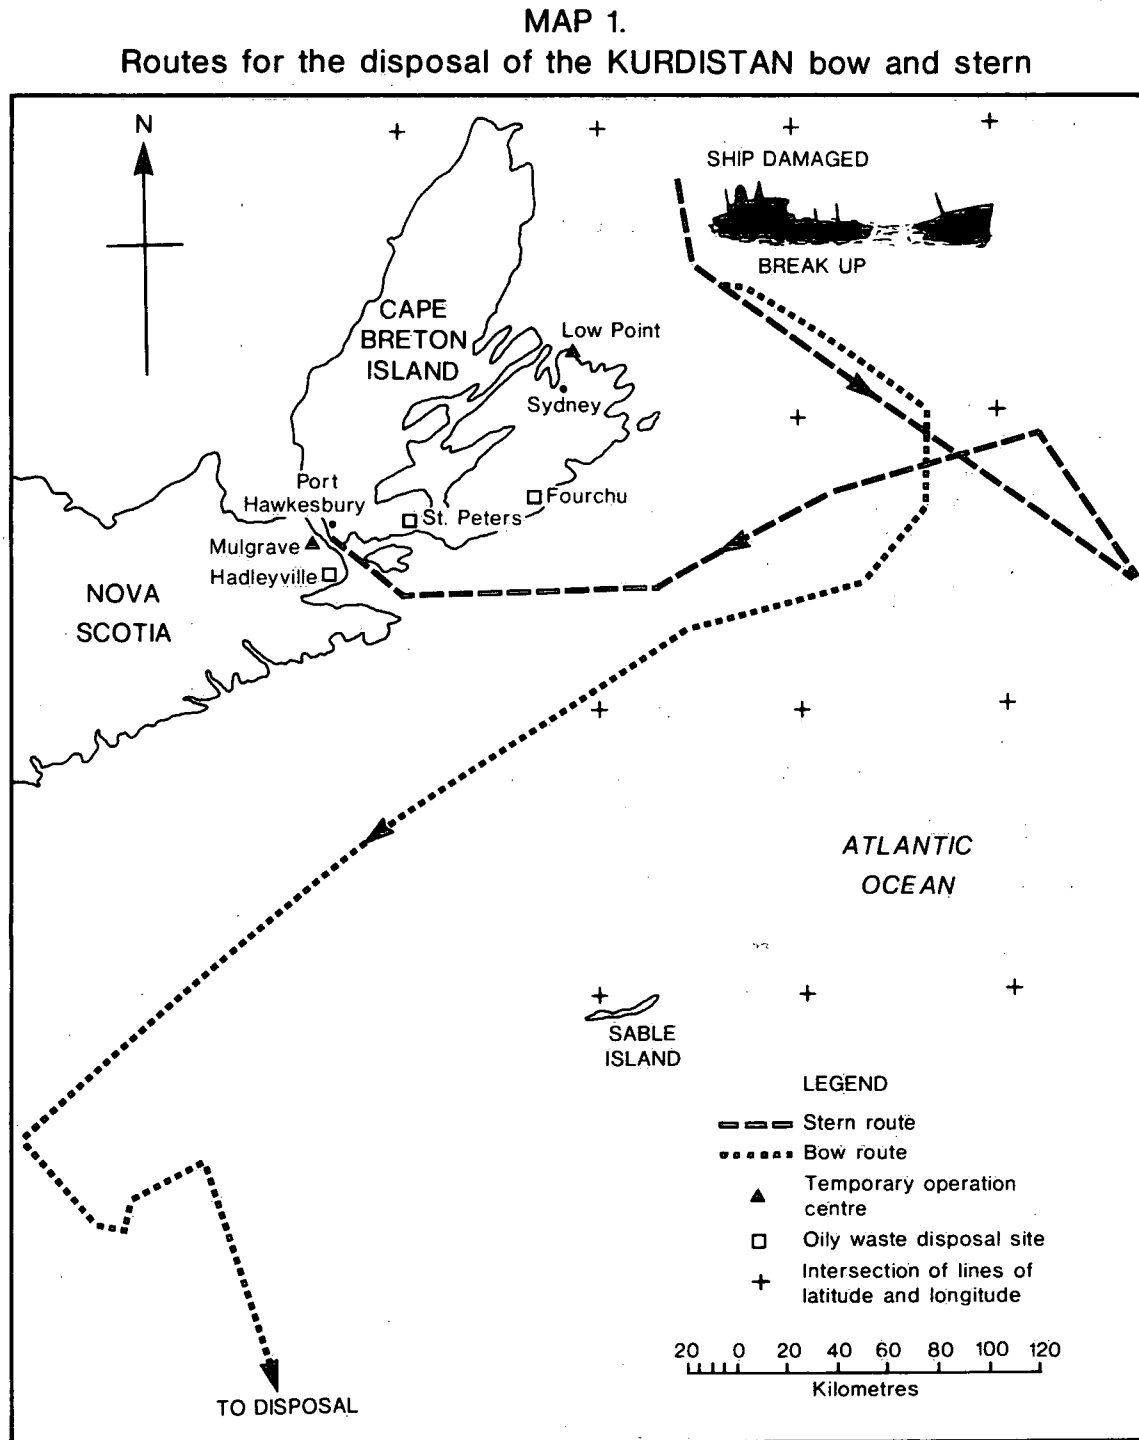 MAP 1.
Routes for the disposal of the KURDISTAN bow and stern
N
SHIP DAMAGED
BREAK UP
CAPE
BRETON
ISLAND
Low Point
Sydney
Port
Hawkesbury
Fourchu
St. Peters
Mulgrave
Hadleyville
NOVA
SCOTIA
ATLANTIC
OCEAN
SABLE
ISLAND
LEGEND
Stern route
Bow route
Temporary operation
centre
Oily waste disposal site
Intersection of lines of
latitude and longitude
20 0 20 40 60 80 100 120
Kilometres
TO DISPOSAL